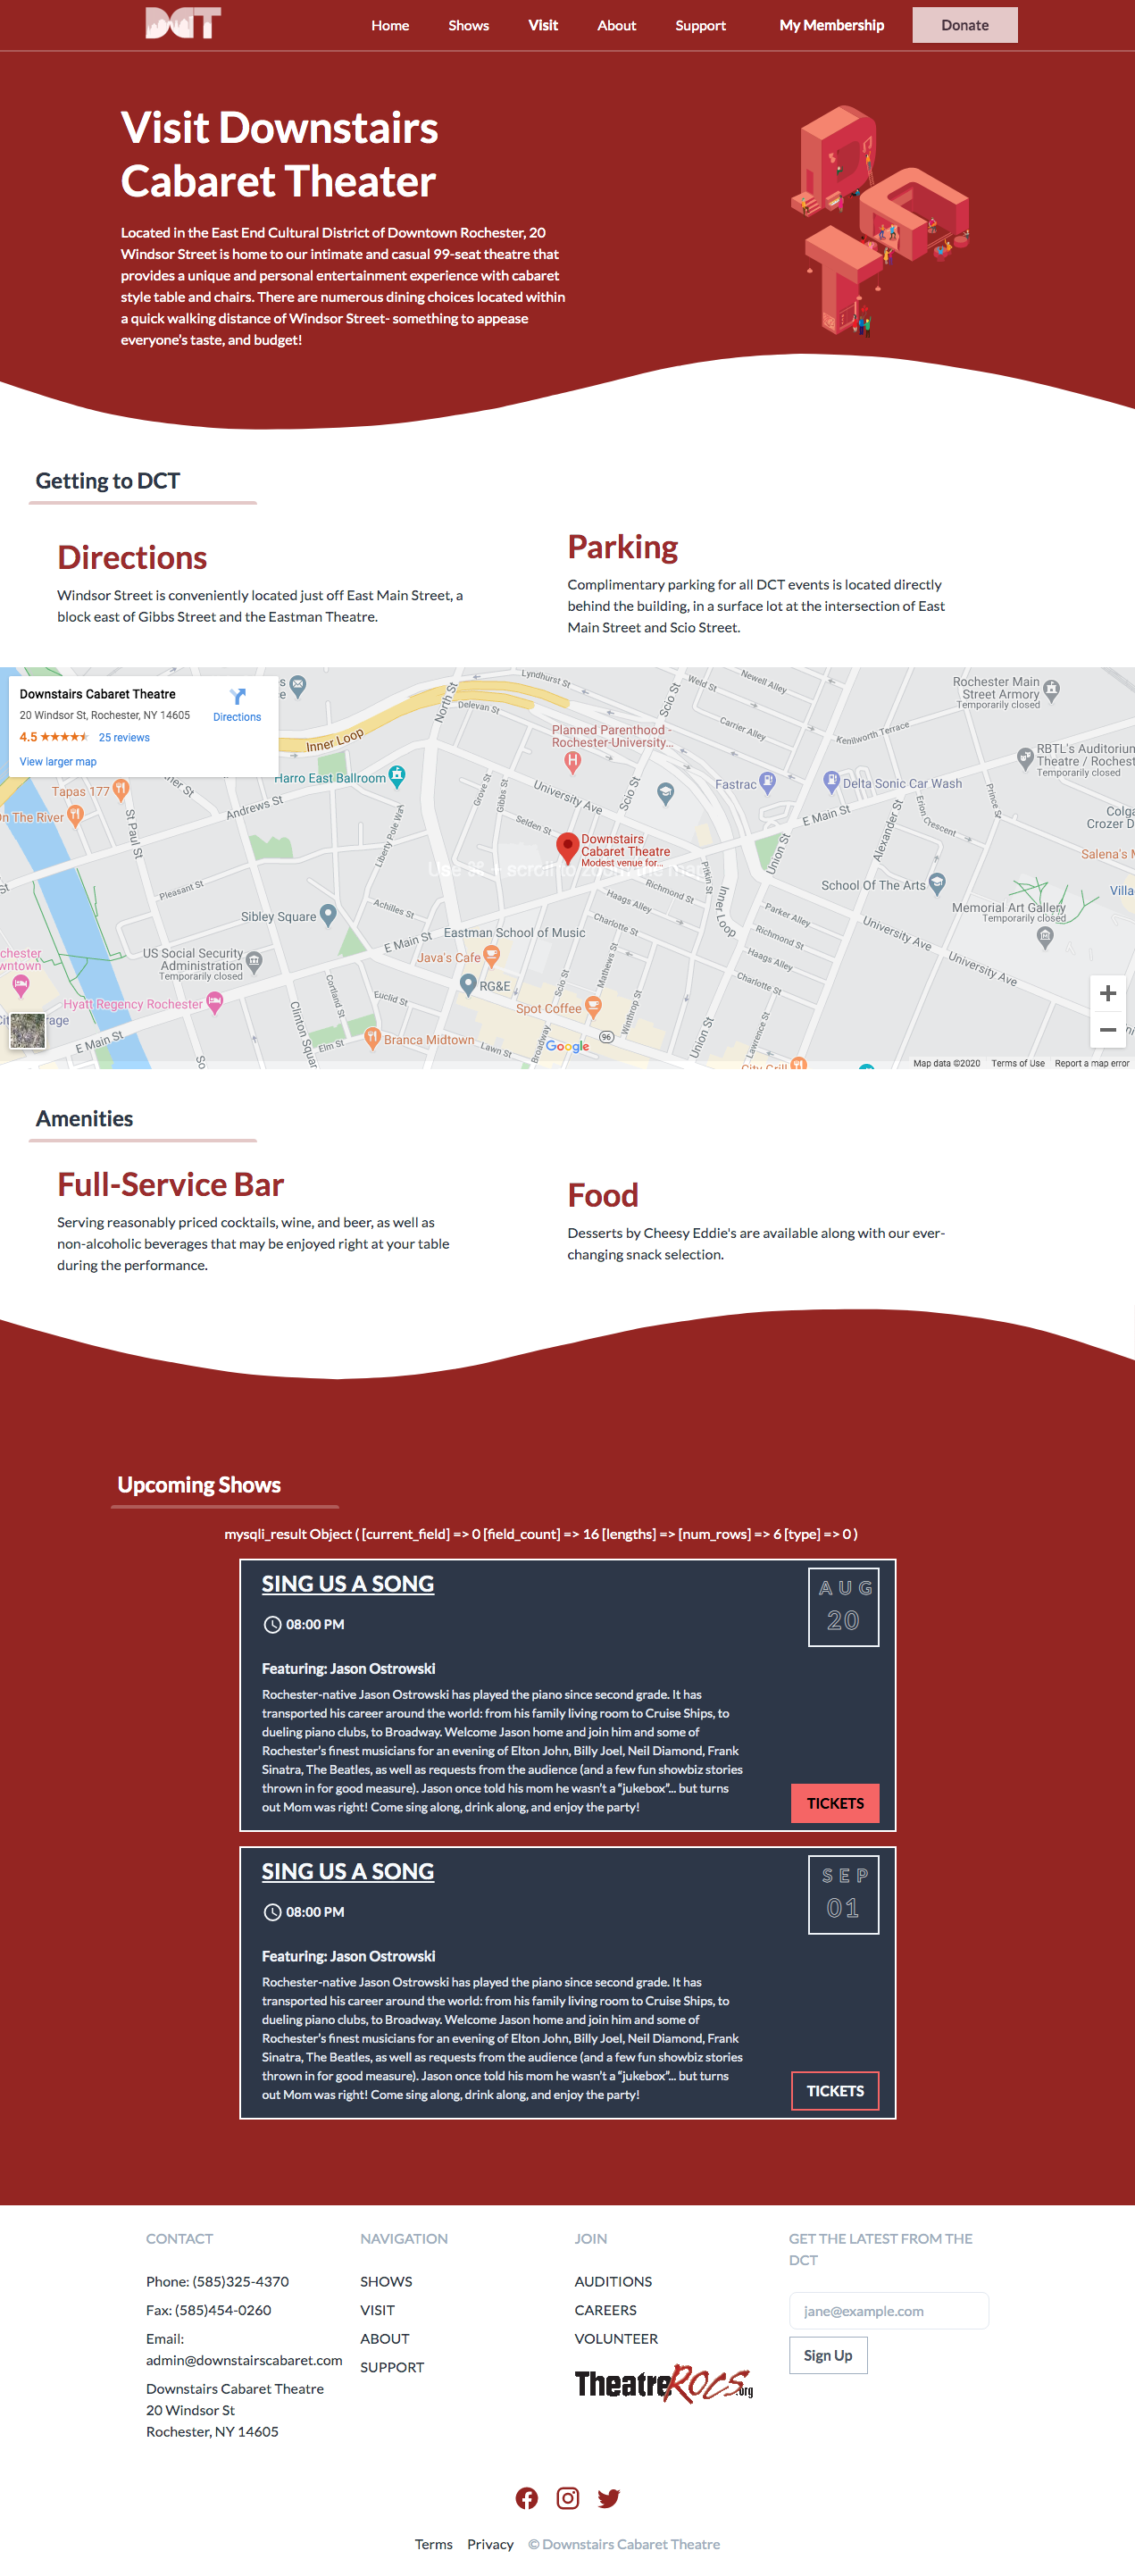 DCT
Home
Shows
Visit
About
Support
My Membership
Donate
Visit Downstairs
Cabaret Theater
Located in the East End Cultural District of Downtown Rochester, 20
Windsor Street is home to our intimate and casual 99-seat theatre that
provides a unique and personal entertainment experience with cabaret
style table and chairs. There are numerous dining choices located within
a quick walking distance of Windsor Street- something to appease
everyone's taste, and budget!
DCT
Getting to DCT
Directions
Windsor Street is conveniently located just off East Main Street, a
block east of Gibbs Street and the Eastman Theatre.
Parking
Complimentary parking for all DCT events is located directly
behind the building, in a surface lot at the intersection of East
Main Street and Scio Street.
Downstairs Cabaret Theatre
20 Windsor St, Rochester, NY 14605
4.5
25 reviews
View larger map
Directions
Lyndhurst St
Weld St
Rochester Main
Street Armory
Temporarily closed
Delevan St
North St
Scio St
Newell Alley
Inner Loop
Planned Parenthood -
Rochester-University...
Carrier Alley
Kenilworth Terrace
RBTL's Auditorium
Theatre / Rochest
Temporarily closed
Harro East Ballroom
Tapas 177
On The River
St Paul St
Andrews St
Liberty Pole Way
Grove St
Gibbs St
University Ave
Scio St
Fastrac
Delta Sonic Car Wash
Prince St
E Main St
Erion Crescent
Alexander St
Colga
Crozer D
Selden St
Downstairs
Cabaret Theatre
Modest venue for...
Union St
Salena's M
Pleasant St
Pitkin St
Richmond St
School Of The Arts
Villa
Haags Alley
Inner Loop
Memorial Art Gallery
Temporarily closed
Sibley Square
Achilles St
Charlotte St
Parker Alley
University Ave
E Main St
Eastman School of Music
Richmond St
US Social Security
Administration
Temporarily closed
Java's Cafe
Haags Alley
University Ave
chester
wntown
RG&E
Charlotte St
Hyatt Regency Rochester
Cortland St
Euclid St
Scio St
Mathews St
Spot Coffee
Winthrop St
Clinton Squar
Elm St
Branca Midtown
Lawn St
Broadway
96
Lawrence St
Union St
E Main St
Google
City Grill
Map data ©2020
Terms of Use
Report a map error
Amenities
Full-Service Bar
Serving reasonably priced cocktails, wine, and beer, as well as
non-alcoholic beverages that may be enjoyed right at your table
during the performance.
Food
Desserts by Cheesy Eddie's are available along with our ever-
changing snack selection.
Upcoming Shows
mysqli_result Object ( [current_field] => 0 [field_count] => 16 [lengths] => [num_rows] => 6 [type] => 0 )
SING US A SONG
AUG
20
08:00 PM
Featuring: Jason Ostrowski
Rochester-native Jason Ostrowski has played the piano since second grade. It has
transported his career around the world: from his family living room to Cruise Ships, to
dueling piano clubs, to Broadway. Welcome Jason home and join him and some of
Rochester's finest musicians for an evening of Elton John, Billy Joel, Neil Diamond, Frank
Sinatra, The Beatles, as well as requests from the audience (and a few fun showbiz stories
thrown in for good measure). Jason once told his mom he wasn't a "jukebox"... but turns
out Mom was right! Come sing along, drink along, and enjoy the party!
TICKETS
SING US A SONG
SEP
01
08:00 PM
Featuring: Jason Ostrowski
Rochester-native Jason Ostrowski has played the piano since second grade. It has
transported his career around the world: from his family living room to Cruise Ships, to
dueling piano clubs, to Broadway. Welcome Jason home and join him and some of
Rochester's finest musicians for an evening of Elton John, Billy Joel, Neil Diamond, Frank
Sinatra, The Beatles, as well as requests from the audience (and a few fun showbiz stories
thrown in for good measure). Jason once told his mom he wasn't a "jukebox"... but turns
out Mom was right! Come sing along, drink along, and enjoy the party!
TICKETS
CONTACT
Phone: (585)325-4370
Fax: (585)454-0260
Email:
admin@downstairscabaret.com
Downstairs Cabaret Theatre
20 Windsor St
Rochester, NY 14605
NAVIGATION
SHOWS
VISIT
ABOUT
SUPPORT
JOIN
AUDITIONS
CAREERS
VOLUNTEER
TheatreROCS.org
GET THE LATEST FROM THE
DCT
jane@example.com
Sign Up
Terms
Privacy
© Downstairs Cabaret Theatre